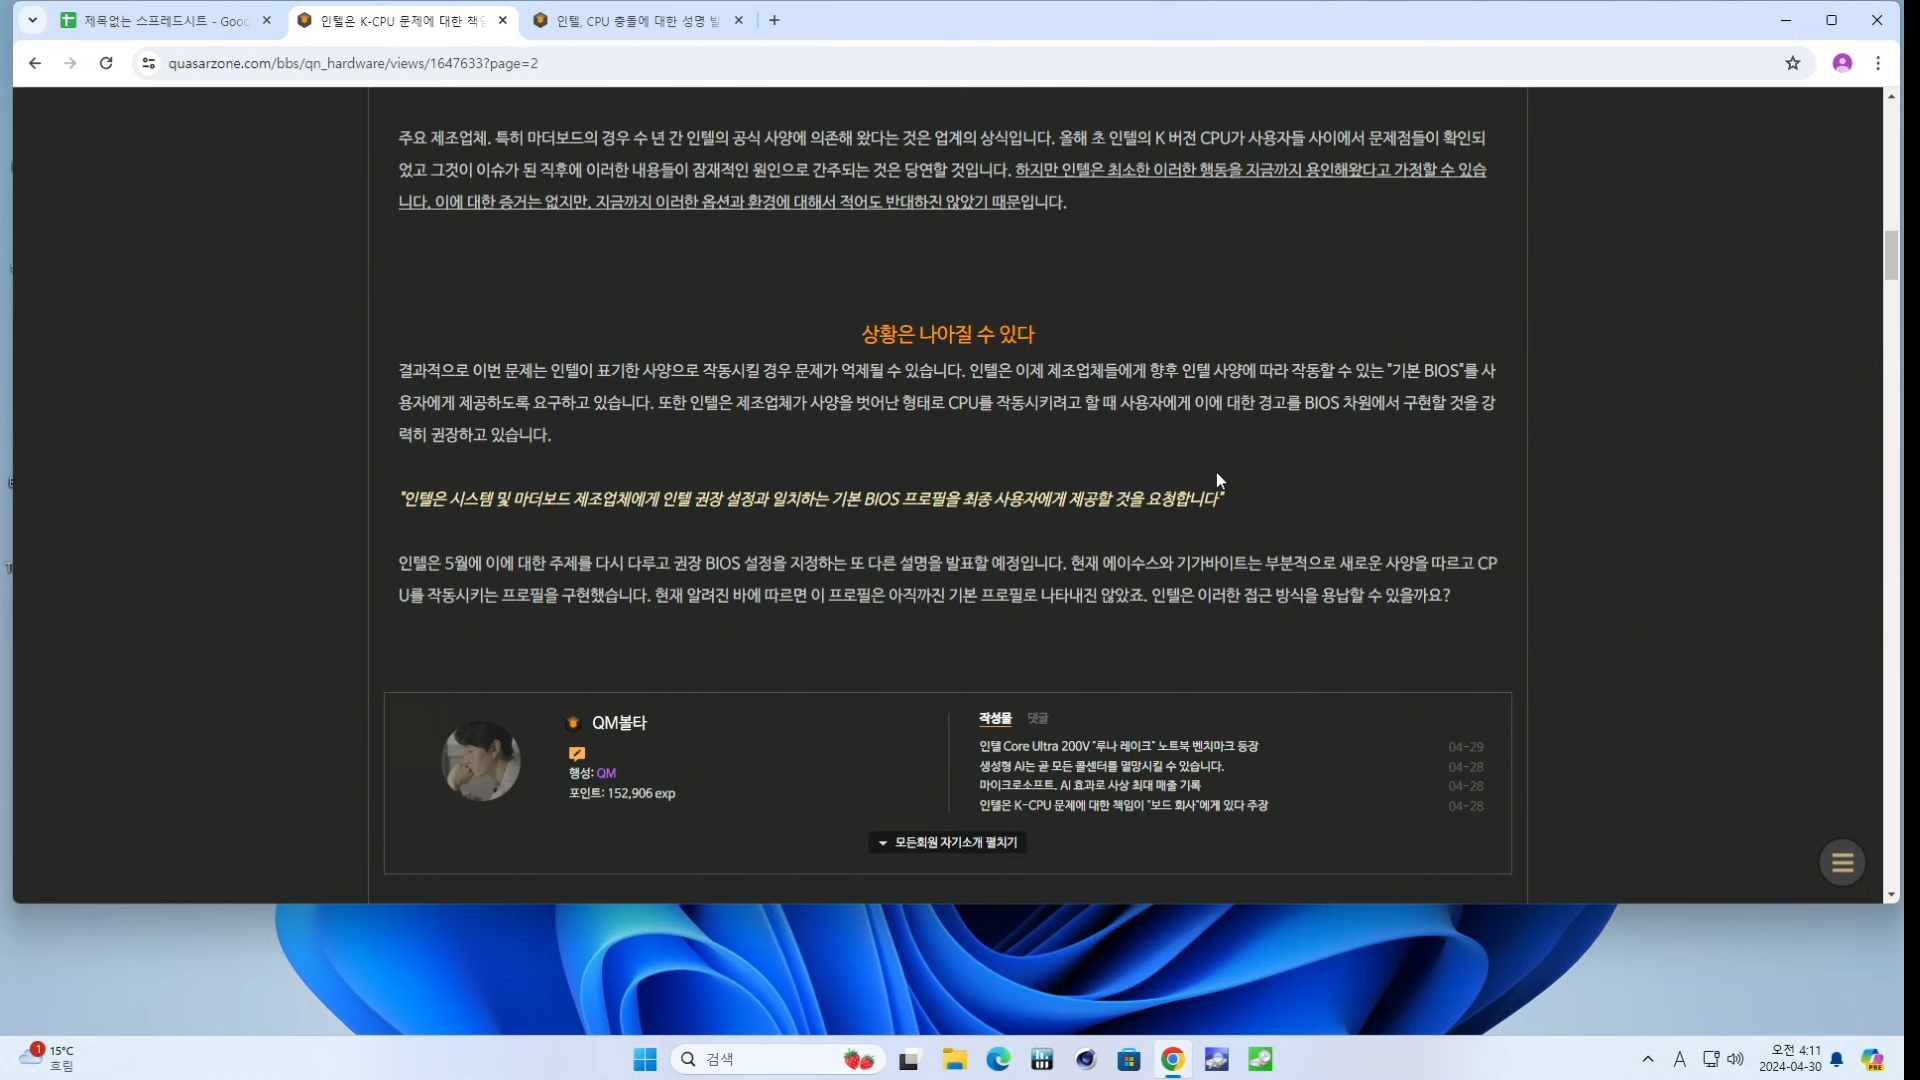 제목없는 스프레드시트 - Goo
인텔은 K-CPU 문제에 대한 책
인텔, CPU 충돌에 대한 성명 발
quasarzone.com/bbs/qn_hardware/views/1647633?page=2
주요 제조업체. 특히 마더보드의 경우 수 년 간 인텔의 공식 사양에 의존해 왔다는 것은 업계의 상식입니다. 올해 초 인텔의 K 버전 CPU가 사용자들 사이에서 문제점들이 확인되
었고 그것이 이슈가 된 직후에 이러한 내용들이 잠재적인 원인으로 간주되는 것은 당연할 것입니다. 하지만 인텔은 최소한 이러한 행동을 지금까지 용인해왔다고 가정할 수 있습
니다. 이에 대한 증거는 없지만, 지금까지 이러한 옵션과 환경에 대해서 적어도 반대하진 않았기 때문입니다.
상황은 나아질 수 있다
결과적으로 이번 문제는 인텔이 표기한 사양으로 작동시킬 경우 문제가 억제될 수 있습니다. 인텔은 이제 제조업체들에게 향후 인텔 사양에 따라 작동할 수 있는 "기본 BIOS"를 사
용자에게 제공하도록 요구하고 있습니다. 또한 인텔은 제조업체가 사양을 벗어난 형태로 CPU를 작동시키려고 할 때 사용자에게 이에 대한 경고를 BIOS 차원에서 구현할 것을 강
력히 권장하고 있습니다.
"인텔은 시스템 및 마더보드 제조업체에게 인텔 권장 설정과 일치하는 기본 BIOS 프로필을 최종 사용자에게 제공할 것을 요청합니다"
인텔은 5월에 이에 대한 주제를 다시 다루고 권장 BIOS 설정을 지정하는 또 다른 설명을 발표할 예정입니다. 현재 에이수스와 기가바이트는 부분적으로 새로운 사양을 따르고 CP
U를 작동시키는 프로필을 구현했습니다. 현재 알려진 바에 따르면 이 프로필은 아직까진 기본 프로필로 나타내진 않았죠. 인텔은 이러한 접근 방식을 용납할 수 있을까요?
QM볼타
행성: QM
포인트: 152,906 exp
작성물 댓글
인텔 Core Ultra 200V "루나 레이크" 노트북 벤치마크 등장 04-29
생성형 AI는 곧 모든 콜센터를 멸망시킬 수 있습니다. 04-28
마이크로소프트, AI 효과로 사상 최대 매출 기록 04-28
인텔은 K-CPU 문제에 대한 책임이 "보드 회사"에게 있다 주장 04-28
모든회원 자기소개 펼치기
1
15°C
흐림
검색
A
오전 4:11
2024-04-30
PRE